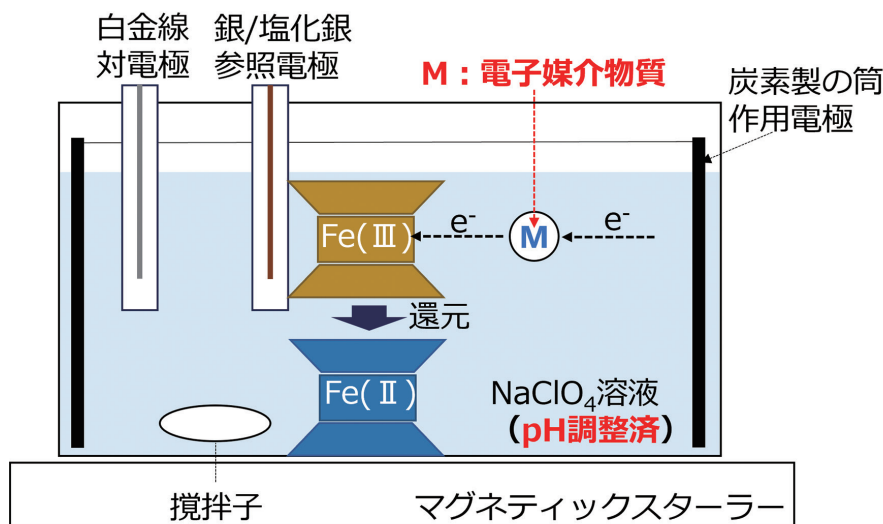 白金線
対電極
銀/塩化銀
参照電極
M：電子媒介物質
炭素製の筒
作用電極
Fe(Ⅲ)
e-
M
e-
還元
Fe(Ⅱ)
NaClO4溶液
（pH調整済）
撹拌子
マグネティックスターラー